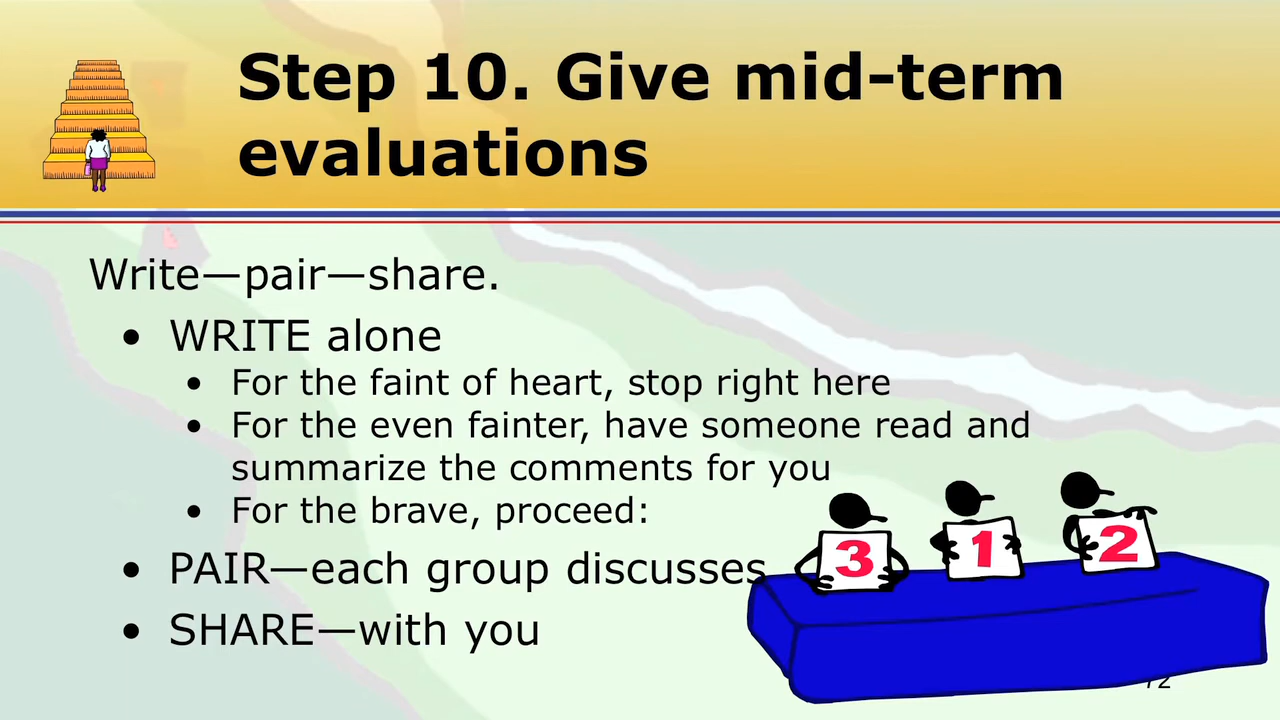 Step 10. Give mid-term
evaluations
Write—pair—share.
• WRITE alone
• For the faint of heart, stop right here
• For the even fainter, have someone read and
summarize the comments for you
• For the brave, proceed:
• PAIR—each group discusses
• SHARE—with you
3
1
2